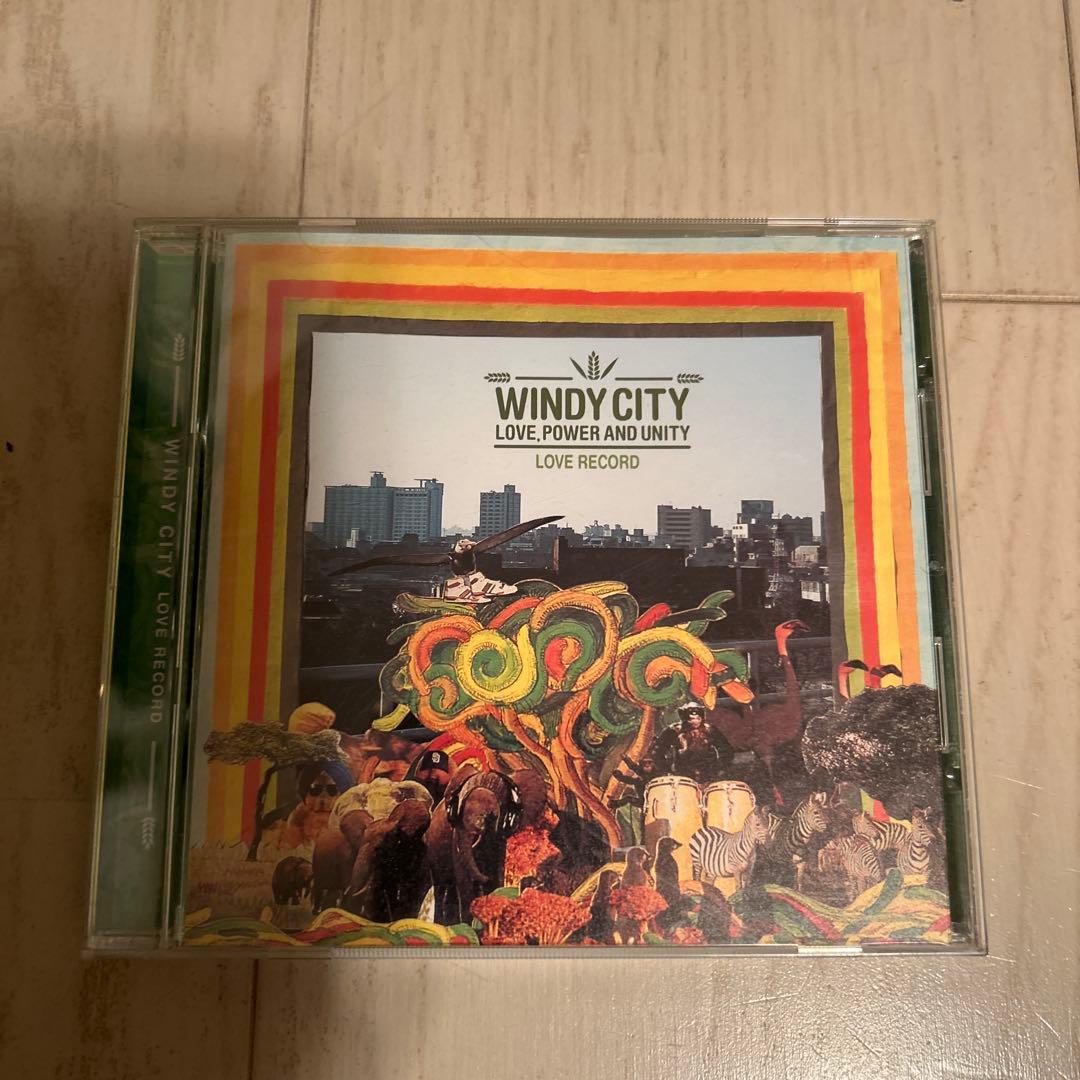 WINDY CITY
LOVE, POWER AND UNITY
LOVE RECORD
WINDY CITY LOVE RECORD